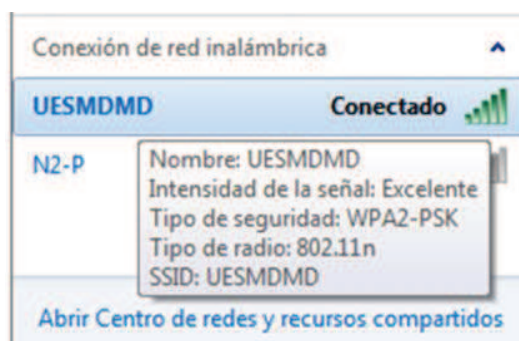 Conexión de red inalámbrica
UESMDMD Conectado
N2-P
Nombre: UESMDMD
Intensidad de la señal: Excelente
Tipo de seguridad: WPA2-PSK
Tipo de radio: 802.11n
SSID: UESMDMD
Abrir Centro de redes y recursos compartidos